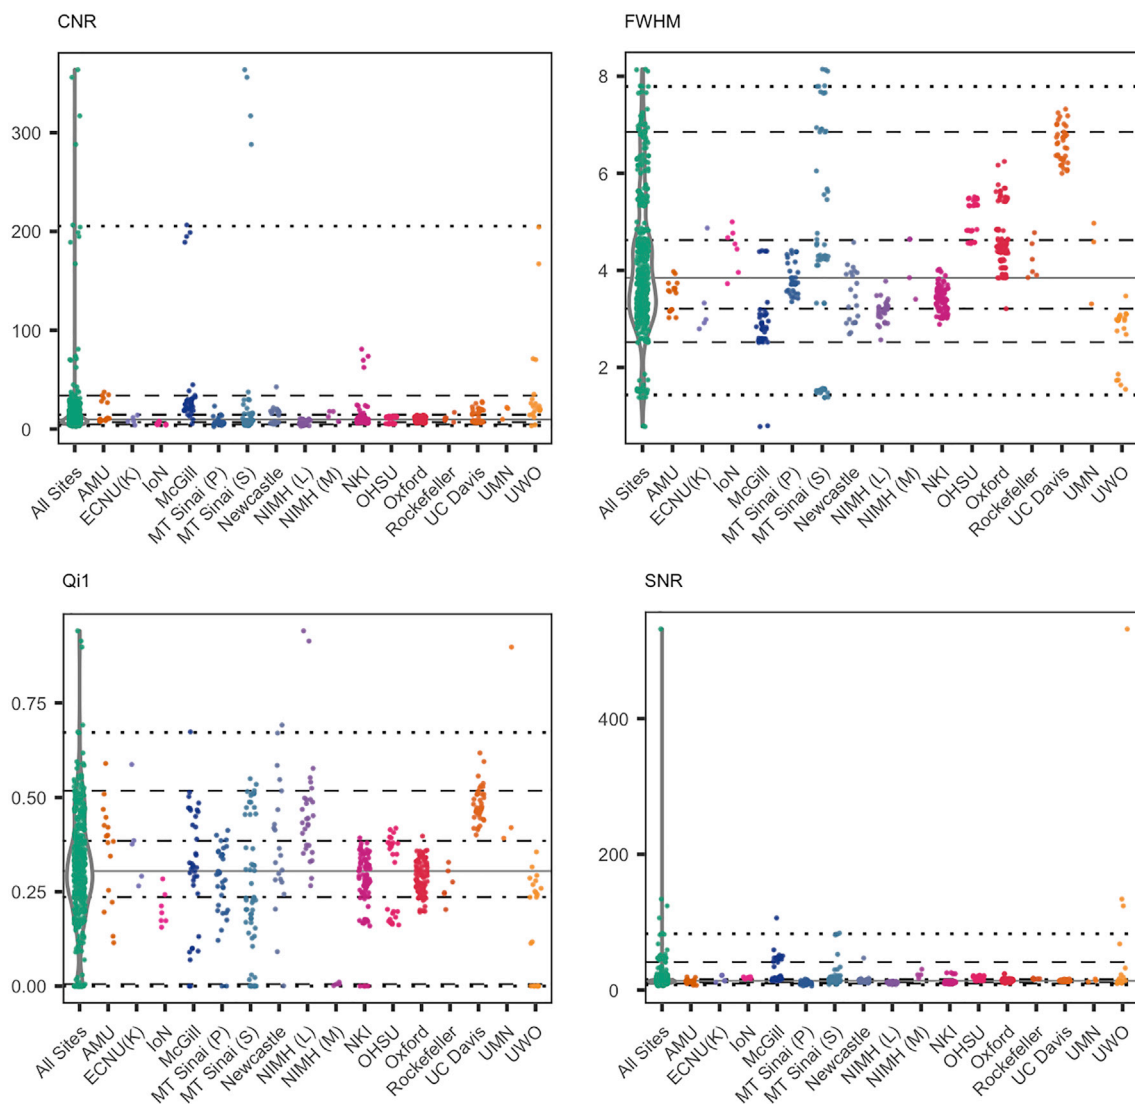 CNR
300
200
100
0
All Sites
AMU
ECNU(K)
IoN
McGill
MT Sinai (P)
MT Sinai (S)
Newcastle
NIMH (L)
NIMH (M)
NKI
OHSU
Oxford
Rockefeller
UC Davis
UMN
UWO
FWHM
8
6
4
2
All Sites
AMU
ECNU(K)
IoN
McGill
MT Sinai (P)
MT Sinai (S)
Newcastle
NIMH (L)
NIMH (M)
NKI
OHSU
Oxford
Rockefeller
UC Davis
UMN
UWO
Qi1
0.75
0.50
0.25
0.00
All Sites
AMU
ECNU(K)
IoN
McGill
MT Sinai (P)
MT Sinai (S)
Newcastle
NIMH (L)
NIMH (M)
NKI
OHSU
Oxford
Rockefeller
UC Davis
UMN
UWO
SNR
400
200
0
All Sites
AMU
ECNU(K)
IoN
McGill
MT Sinai (P)
MT Sinai (S)
Newcastle
NIMH (L)
NIMH (M)
NKI
OHSU
Oxford
Rockefeller
UC Davis
UMN
UWO